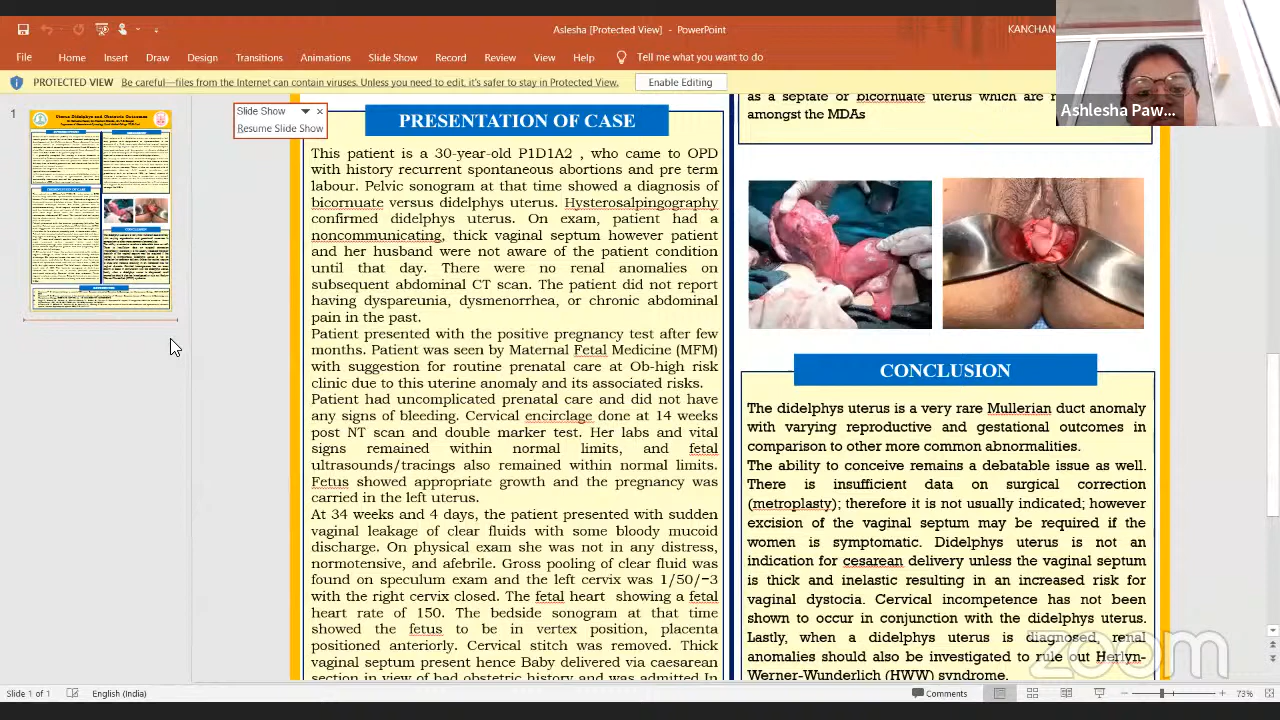 Aslesha [Protected View] - PowerPoint
KANCHAN
File Home Insert Draw Design Transitions Animations Slide Show Record Review View Help Tell me what you want to do
PROTECTED VIEW Be careful—files from the Internet can contain viruses. Unless you need to edit, it's safer to stay in Protected View. Enable Editing
Ashlesha Paw...
1
Slide Show
Resume Slide Show
PRESENTATION OF CASE
This patient is a 30-year-old P1D1A2 , who came to OPD
with history recurrent spontaneous abortions and pre term
labour. Pelvic sonogram at that time showed a diagnosis of
bicornuate versus didelphys uterus. Hysterosalpingography
confirmed didelphys uterus. On exam, patient had a
noncommunicating, thick vaginal septum however patient
and her husband were not aware of the patient condition
until that day. There were no renal anomalies on
subsequent abdominal CT scan. The patient did not report
having dyspareunia, dysmenorrhea, or chronic abdominal
pain in the past.
Patient presented with the positive pregnancy test after few
months. Patient was seen by Maternal Fetal Medicine (MFM)
with suggestion for routine prenatal care at Ob-high risk
clinic due to this uterine anomaly and its associated risks.
Patient had uncomplicated prenatal care and did not have
any signs of bleeding. Cervical encirclage done at 14 weeks
post NT scan and double marker test. Her labs and vital
signs remained within normal limits, and fetal
ultrasounds/tracings also remained within normal limits.
Fetus showed appropriate growth and the pregnancy was
carried in the left uterus.
At 34 weeks and 4 days, the patient presented with sudden
vaginal leakage of clear fluids with some bloody mucoid
discharge. On physical exam she was not in any distress,
normotensive, and afebrile. Gross pooling of clear fluid was
found on speculum exam and the left cervix was 1/50/−3
with the right cervix closed. The fetal heart showing a fetal
heart rate of 150. The bedside sonogram at that time
showed the fetus to be in vertex position, placenta
positioned anteriorly. Cervical stitch was removed. Thick
vaginal septum present hence Baby delivered via caesarean
section in view of bad obstetric history and was admitted In
as a septate or bicornuate uterus which are
amongst the MDAs
CONCLUSION
The didelphys uterus is a very rare Mullerian duct anomaly
with varying reproductive and gestational outcomes in
comparison to other more common abnormalities.
The ability to conceive remains a debatable issue as well.
There is insufficient data on surgical correction
(metroplasty); therefore it is not usually indicated; however
excision of the vaginal septum may be required if the
women is symptomatic. Didelphys uterus is not an
indication for cesarean delivery unless the vaginal septum
is thick and inelastic resulting in an increased risk for
vaginal dystocia. Cervical incompetence has not been
shown to occur in conjunction with the didelphys uterus.
Lastly, when a didelphys uterus is diagnosed, renal
anomalies should also be investigated to rule out Herlyn-
Werner-Wunderlich (HWW) syndrome.
zoom
Slide 1 of 1 English (India) Comments 73%